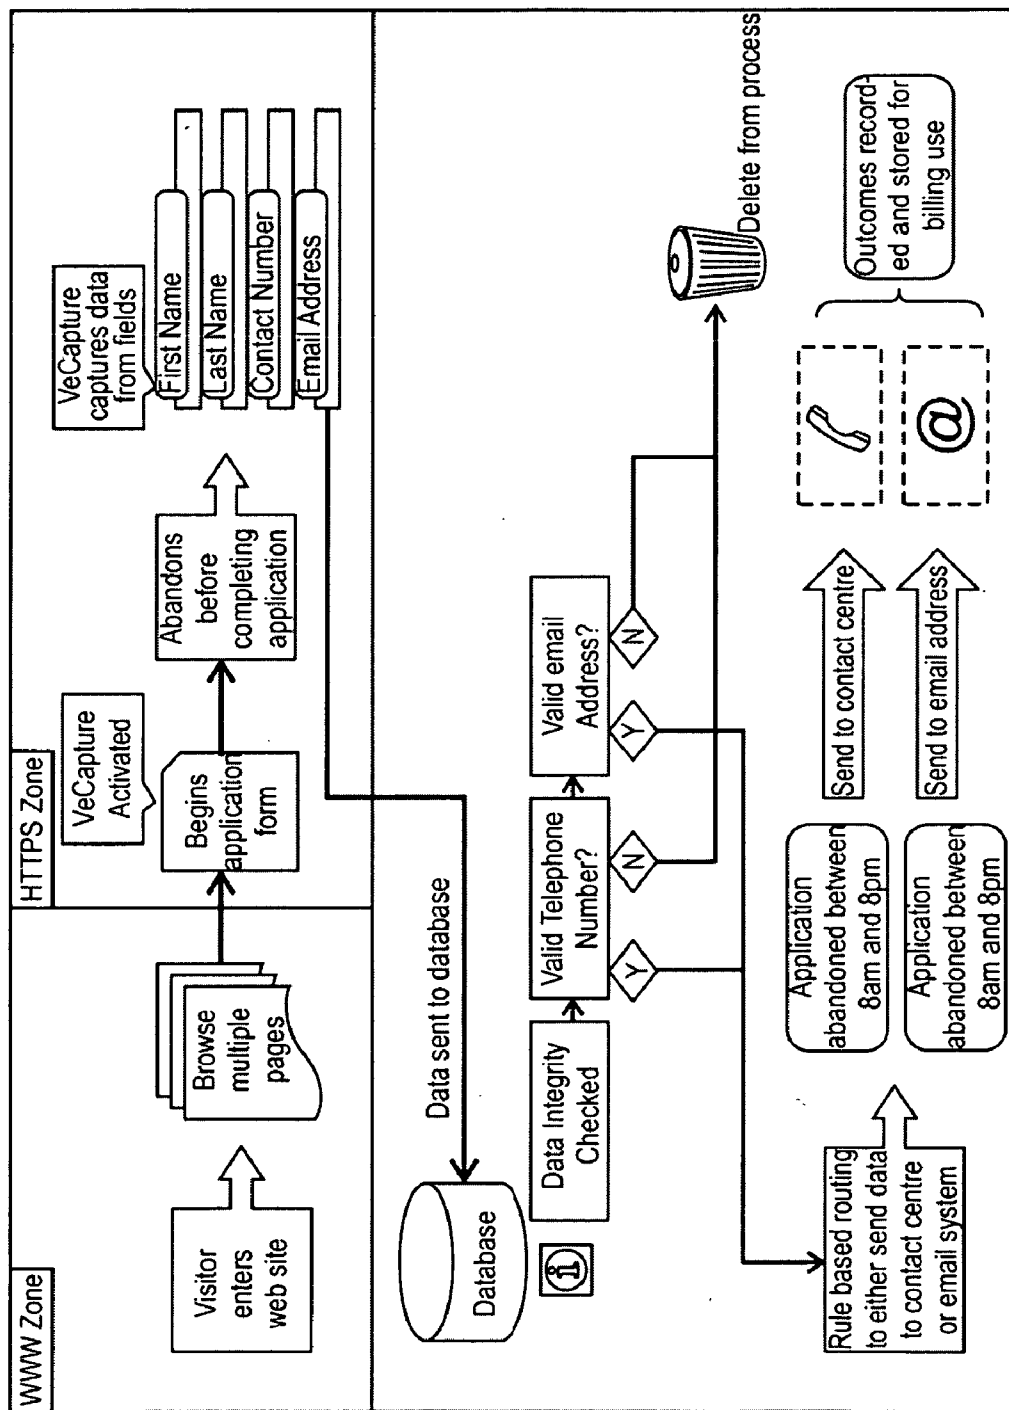 WWW Zone
HTTPS Zone
Visitor
enters
web site
Browse
multiple
pages
VeCapture
Activated
Begins
application
form
Abandons
before
completing
application
VeCapture
captures data
from fields
First Name
Last Name
Contact Number
Email Address
Data sent to database
Database
i
Data Integrity
Checked
Valid Telephone
Number?
Y
N
Valid email
Address?
Y
N
Delete from process
Rule based routing
to either send data
to contact centre
or email system
Application
abandoned between
8am and 8pm
Application
abandoned between
8am and 8pm
Send to contact centre
Send to email address
@
Outcomes record-
ed and stored for
billing use